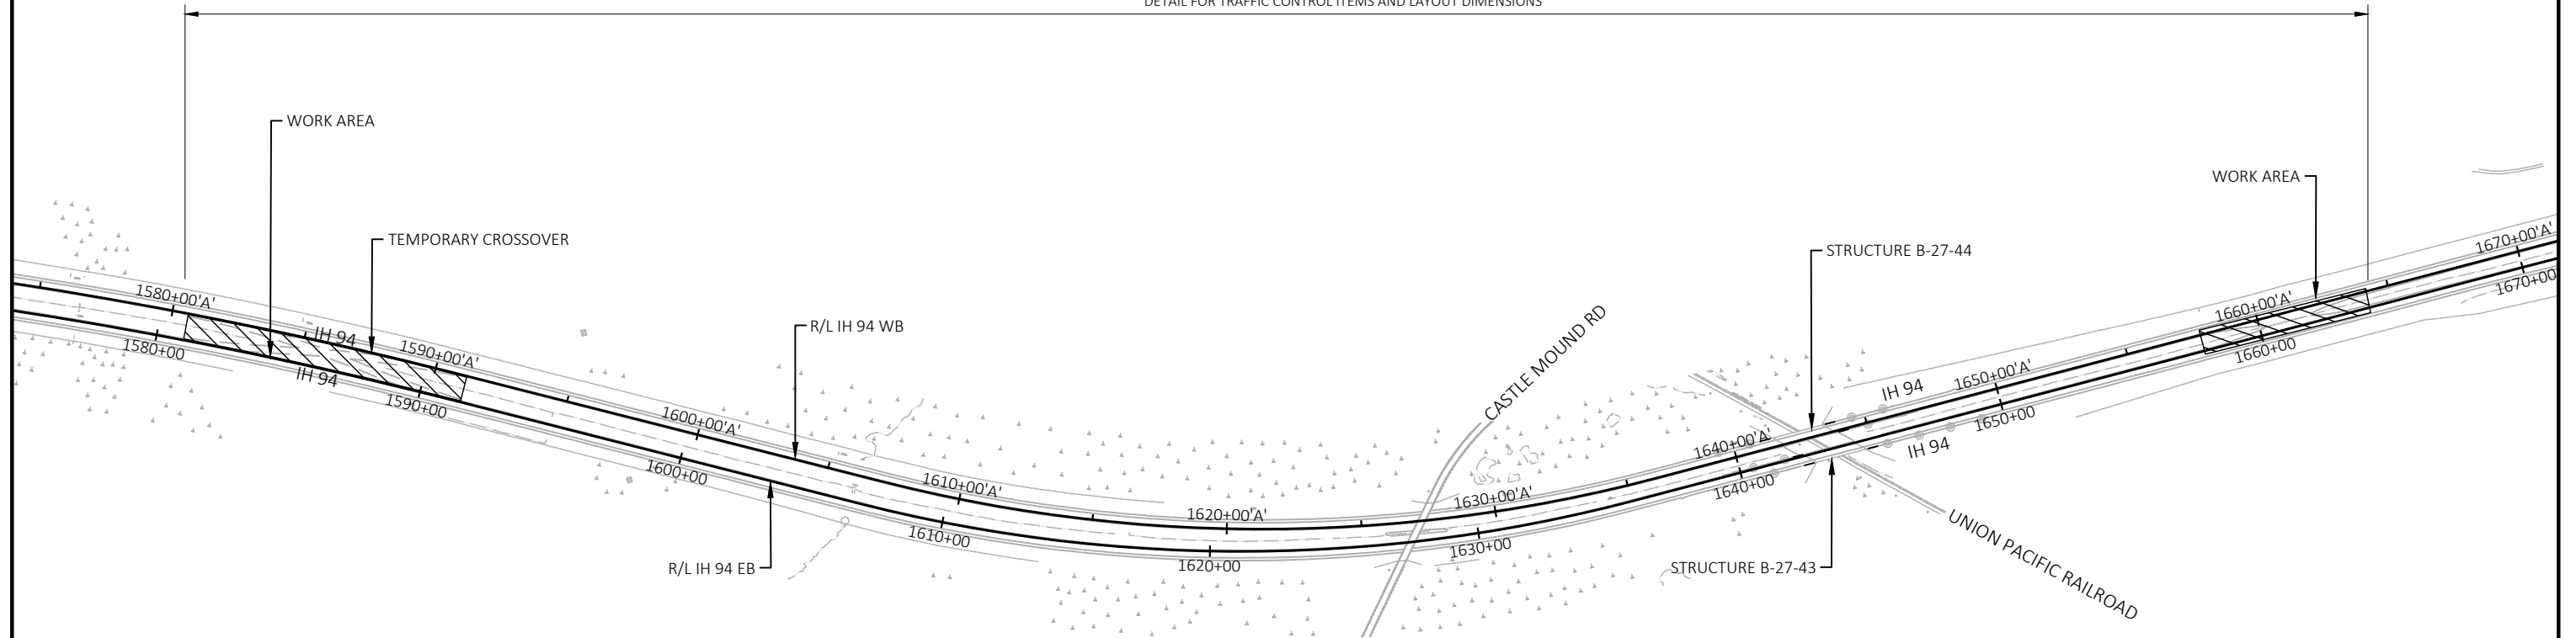 DETAIL FOR TRAFFIC CONTROL ITEMS AND LAYOUT DIMENSIONS
WORK AREA
TEMPORARY CROSSOVER
WORK AREA
STRUCTURE B-27-44
R/L IH 94 WB
CASTLE MOUND RD
1580+00'A'
IH 94
1590+00'A'
1600+00'A'
1610+00'A'
1620+00'A'
1630+00'A'
1640+00'A'
IH 94
1650+00'A'
1660+00'A'
1670+00'A'
1580+00
IH 94
1590+00
1600+00
1610+00
1620+00
1630+00
1640+00
IH 94
1650+00
1660+00
1670+00
R/L IH 94 EB
STRUCTURE B-27-43
UNION PACIFIC RAILROAD